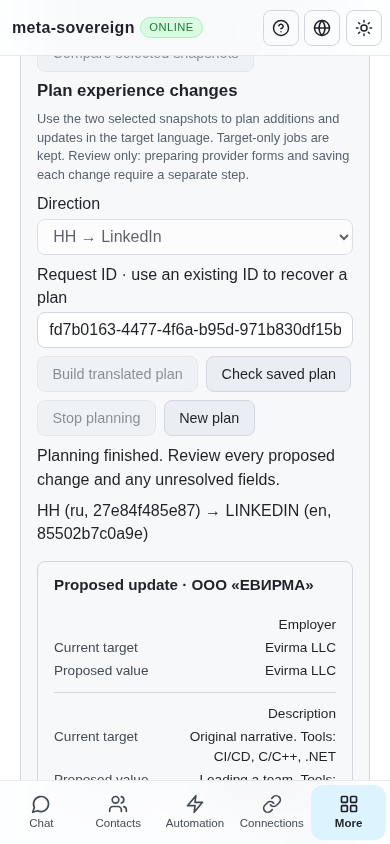 meta-sovereign ONLINE
Compare selected snapshots
Plan experience changes
Use the two selected snapshots to plan additions and
updates in the target language. Target-only jobs are
kept. Review only: preparing provider forms and saving
each change require a separate step.
Direction
HH → LinkedIn
Request ID · use an existing ID to recover a
plan
fd7b0163-4477-4f6a-b95d-971b830df15b
Build translated plan Check saved plan
Stop planning New plan
Planning finished. Review every proposed
change and any unresolved fields.
HH (ru, 27e84f485e87) → LINKEDIN (en,
85502b7c0a9e)
Proposed update · ООО «ЕВИРМА»
Employer
Current target Evirma LLC
Proposed value Evirma LLC
Description
Current target Original narrative. Tools:
CI/CD, C/C++, .NET
Proposed value Leading a team. Tools:
Chat Contacts Automation Connections More